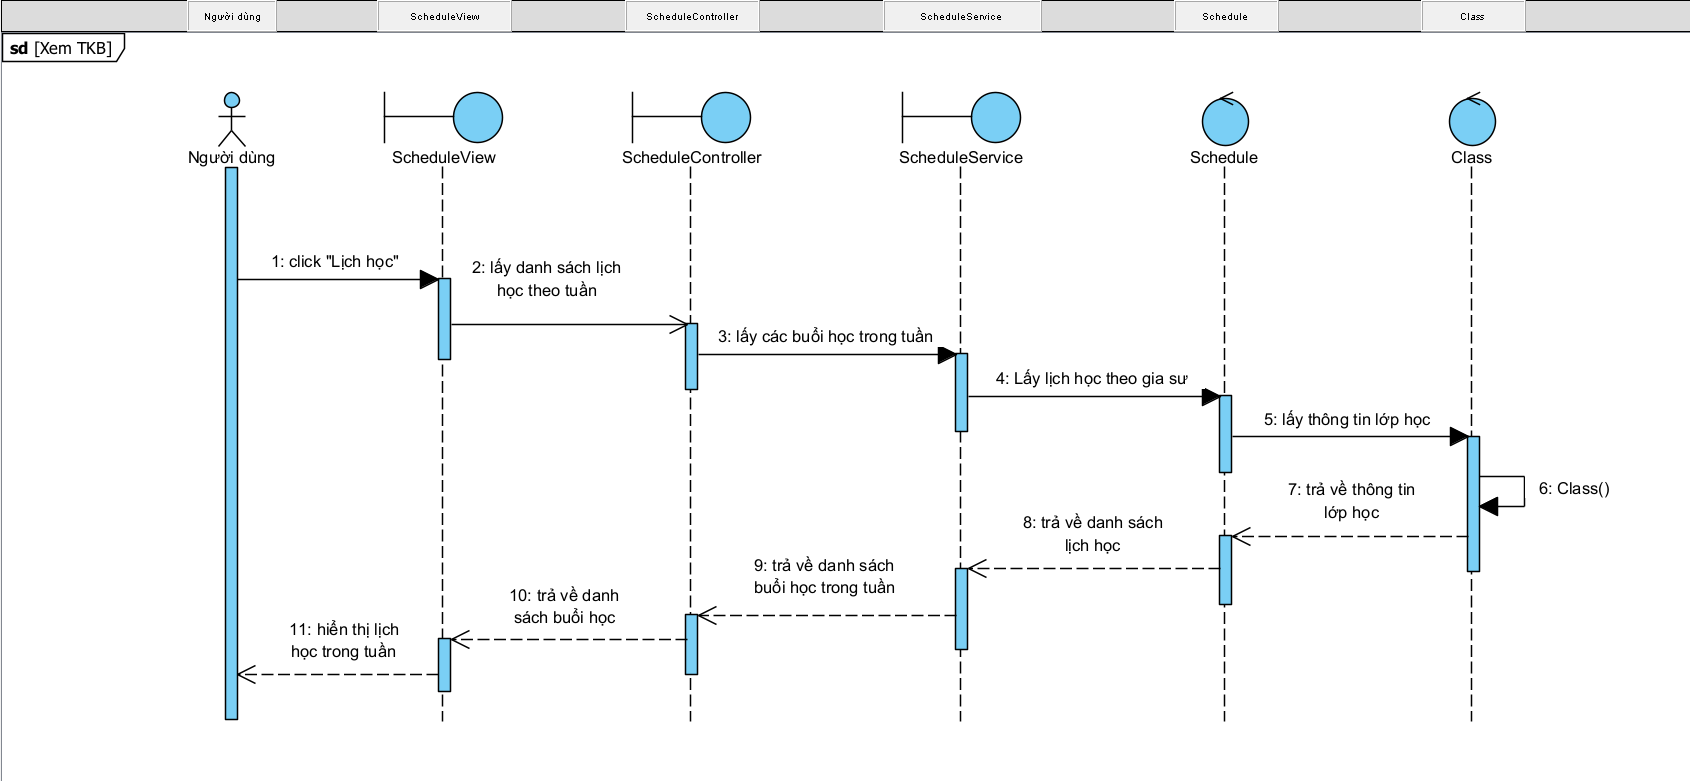 Người dùng ScheduleView ScheduleController ScheduleService Schedule Class
sd [Xem TKB]
Người dùng ScheduleView ScheduleController ScheduleService Schedule Class
1: click "Lịch học"
2: lấy danh sách lịch
học theo tuần
3: lấy các buổi học trong tuần
4: Lấy lịch học theo gia sư
5: lấy thông tin lớp học
6: Class()
7: trả về thông tin
lớp học
8: trả về danh sách
lịch học
9: trả về danh sách
buổi học trong tuần
10: trả về danh
sách buổi học
11: hiển thị lịch
học trong tuần